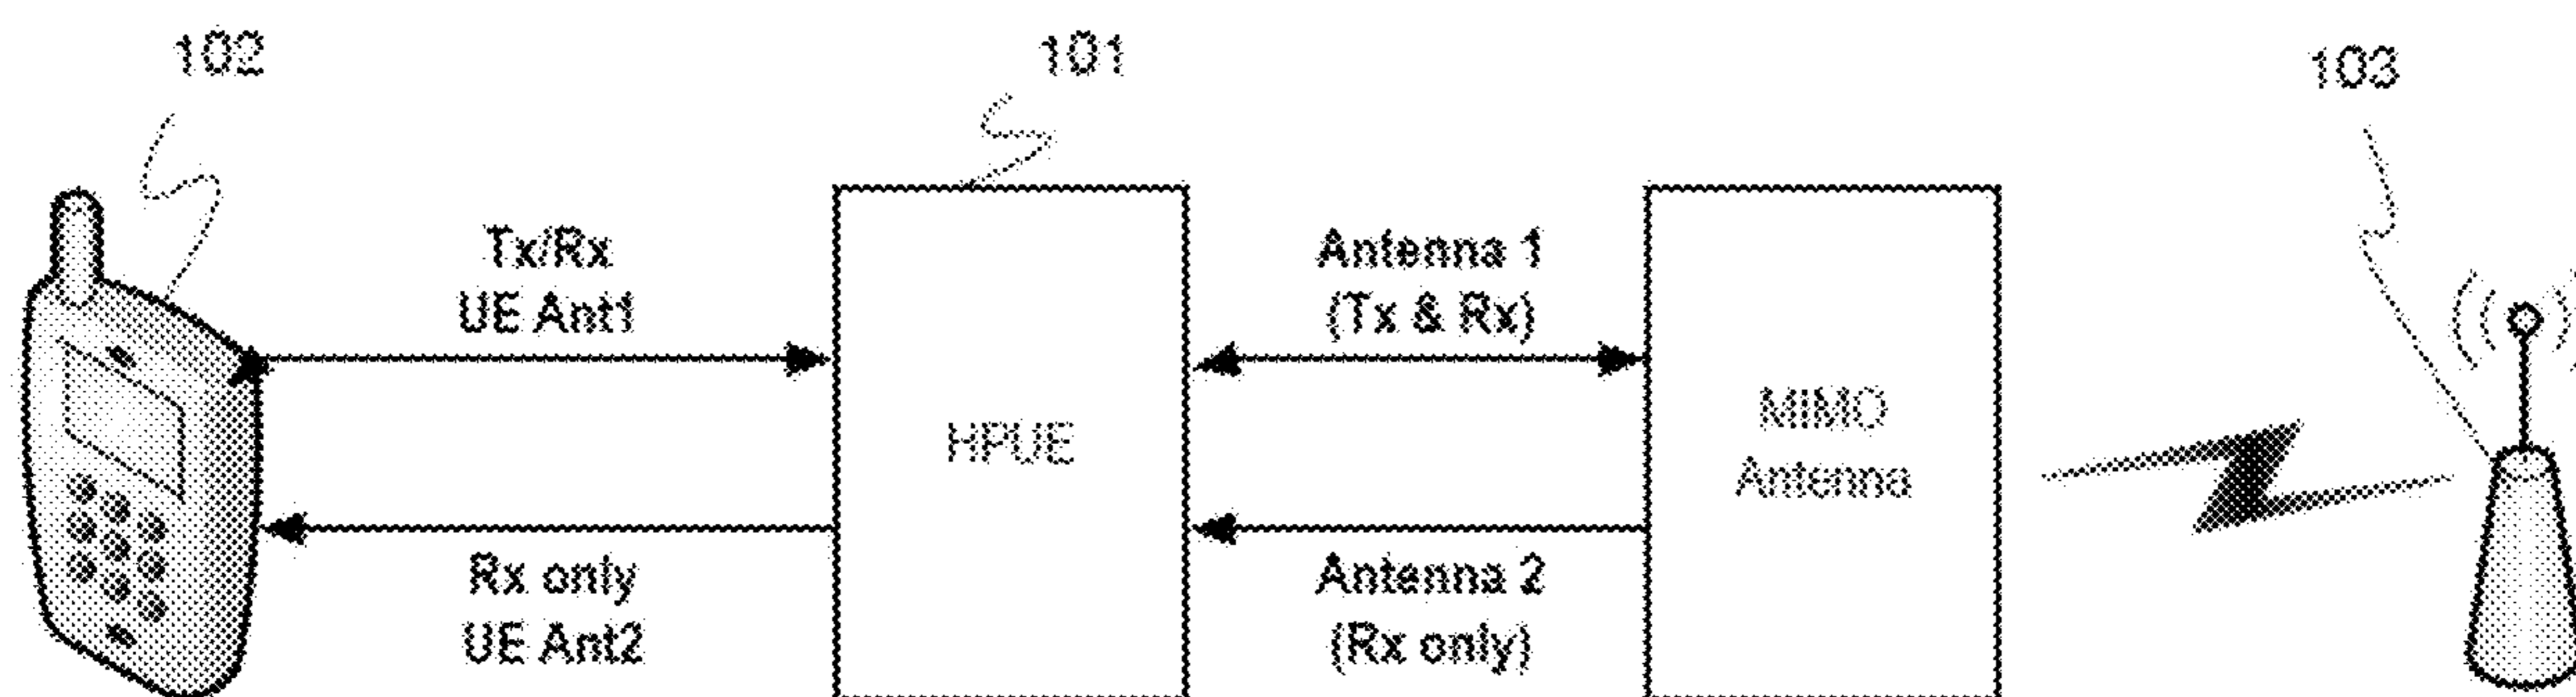 102
101
103
Tx/Rx
UE Ant1
Antenna 1
(Tx & Rx)
HPUE
MIMO
Antenna
Rx only
UE Ant2
Antenna 2
(Rx only)